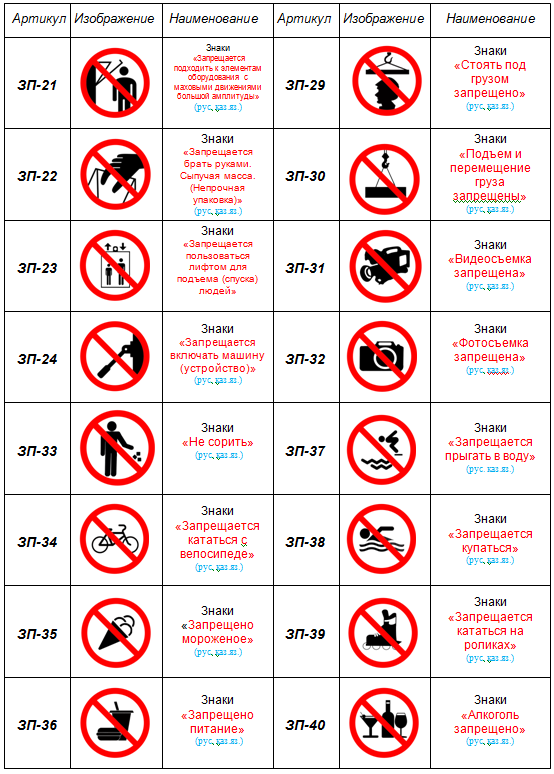 Артикул Изображение Наименование Артикул Изображение Наименование
ЗП-21
Знаки
«Запрещается
подходить к элементам
оборудования с
маховыми движениями
большой амплитуды»
(рус, каз.яз.)
ЗП-29
Знаки
«Стоять под
грузом
запрещено»
(рус, каз.яз.)
ЗП-22
Знаки
«Запрещается
брать руками.
Сыпучая масса.
(Непрочная
упаковка)»
(рус, каз.яз.)
ЗП-30
Знаки
«Подъем и
перемещение
груза
запрещены»
(рус, каз.яз.)
ЗП-23
Знаки
«Запрещается
пользоваться
лифтом для
подъема (спуска)
людей»
ЗП-31
Знаки
«Видеосъемка
запрещена»
(рус, каз.яз.)
ЗП-24
Знаки
«Запрещается
включать машину
(устройство)»
(рус, каз.яз.)
ЗП-32
Знаки
«Фотосъемка
запрещена»
(рус, каз.яз.)
ЗП-33
Знаки
«Не сорить»
(рус, каз.яз.)
ЗП-37
Знаки
«Запрещается
прыгать в воду»
(рус. каз.яз.)
ЗП-34
Знаки
«Запрещается
кататься с
велосипеде»
(рус, каз.яз.)
ЗП-38
Знаки
«Запрещается
купаться»
(рус, каз.яз.)
ЗП-35
Знаки
«Запрещено
мороженое»
(рус, каз.яз.)
ЗП-39
Знаки
«Запрещается
кататься на
роликах»
(рус, каз.яз.)
ЗП-36
Знаки
«Запрещено
питание»
(рус, каз.яз.)
ЗП-40
Знаки
«Алкоголь
запрещено»
(рус, каз.яз.)